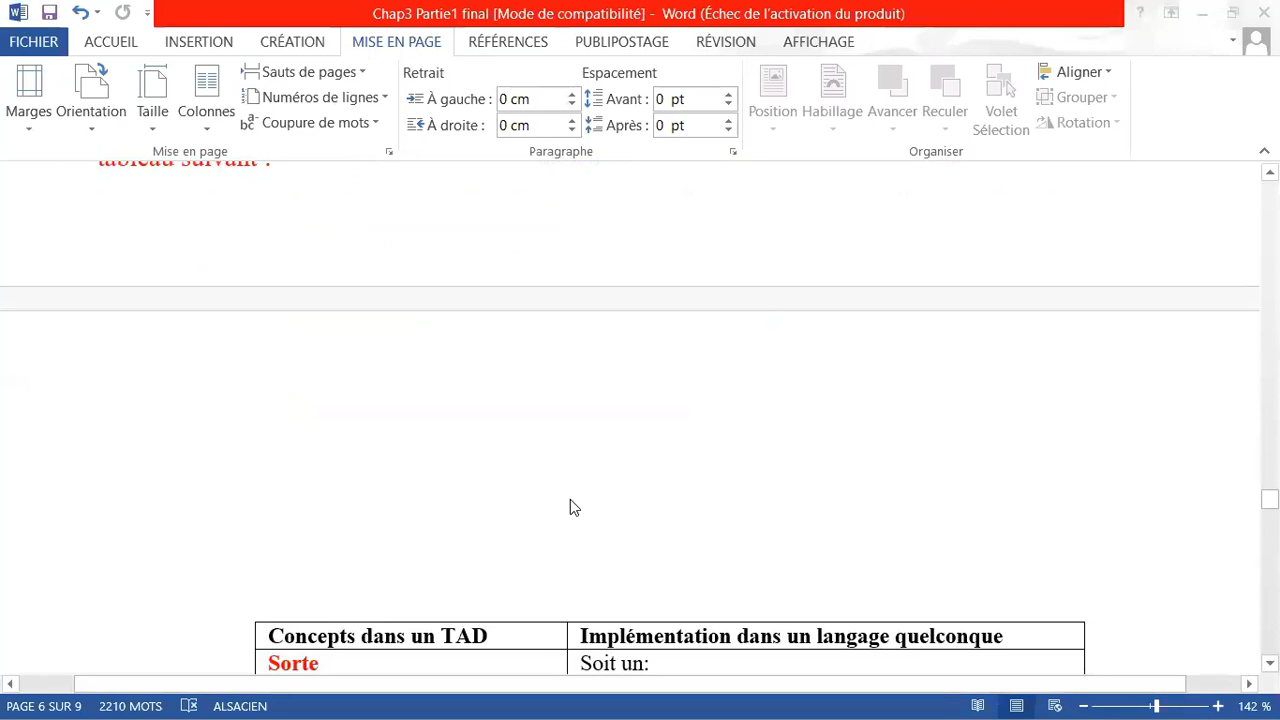 Chap3 Partie1 final [Mode de compatibilité] - Word (Échec de l'activation du produit)
FICHIER ACCUEIL INSERTION CRÉATION MISE EN PAGE RÉFÉRENCES PUBLIPOSTAGE RÉVISION AFFICHAGE
Marges Orientation Taille Colonnes
Sauts de pages
Numéros de lignes
Coupure de mots
Mise en page
Retrait Espacement
À gauche : 0 cm Avant : 0 pt
À droite : 0 cm Après : 0 pt
Paragraphe
Position Habillage Avancer Reculer Volet Sélection
Aligner
Grouper
Rotation
Organiser
tableau suivant :
Concepts dans un TAD Implémentation dans un langage quelconque
Sorte Soit un:
PAGE 6 SUR 9 2210 MOTS ALSACIEN 142 %